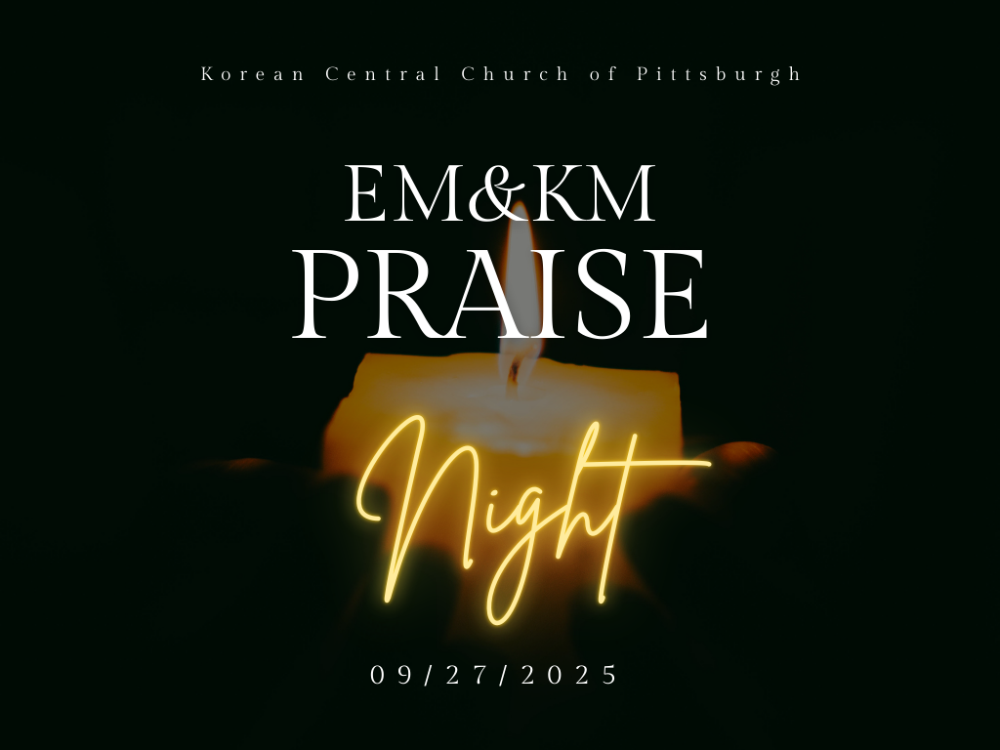 Korean Central Church of Pittsburgh
EM&KM
PRAISE
Night
09/27/2025